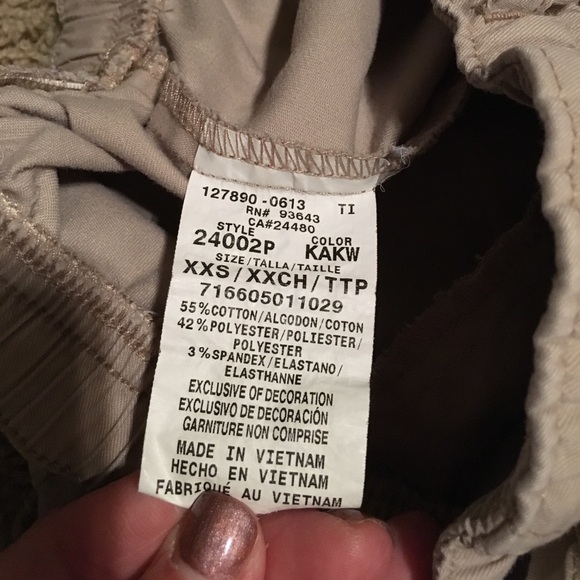 127890-0613 TI
RN# 93643
CA#24480
STYLE COLOR
24002P KAKW
SIZE/TALLA/TAILLE
XXS/XXCH/TTP
716605011029
55%COTTON/ALGODON/COTON
42%POLYESTER/POLIESTER/
POLYESTER
3%SPANDEX/ELASTANO/
ELASTHANNE
EXCLUSIVE OF DECORATION
EXCLUSIVO DE DECORACIÓN
GARNITURE NON COMPRISE
MADE IN VIETNAM
HECHO EN VIETNAM
FABRIQUÉ AU VIETNAM